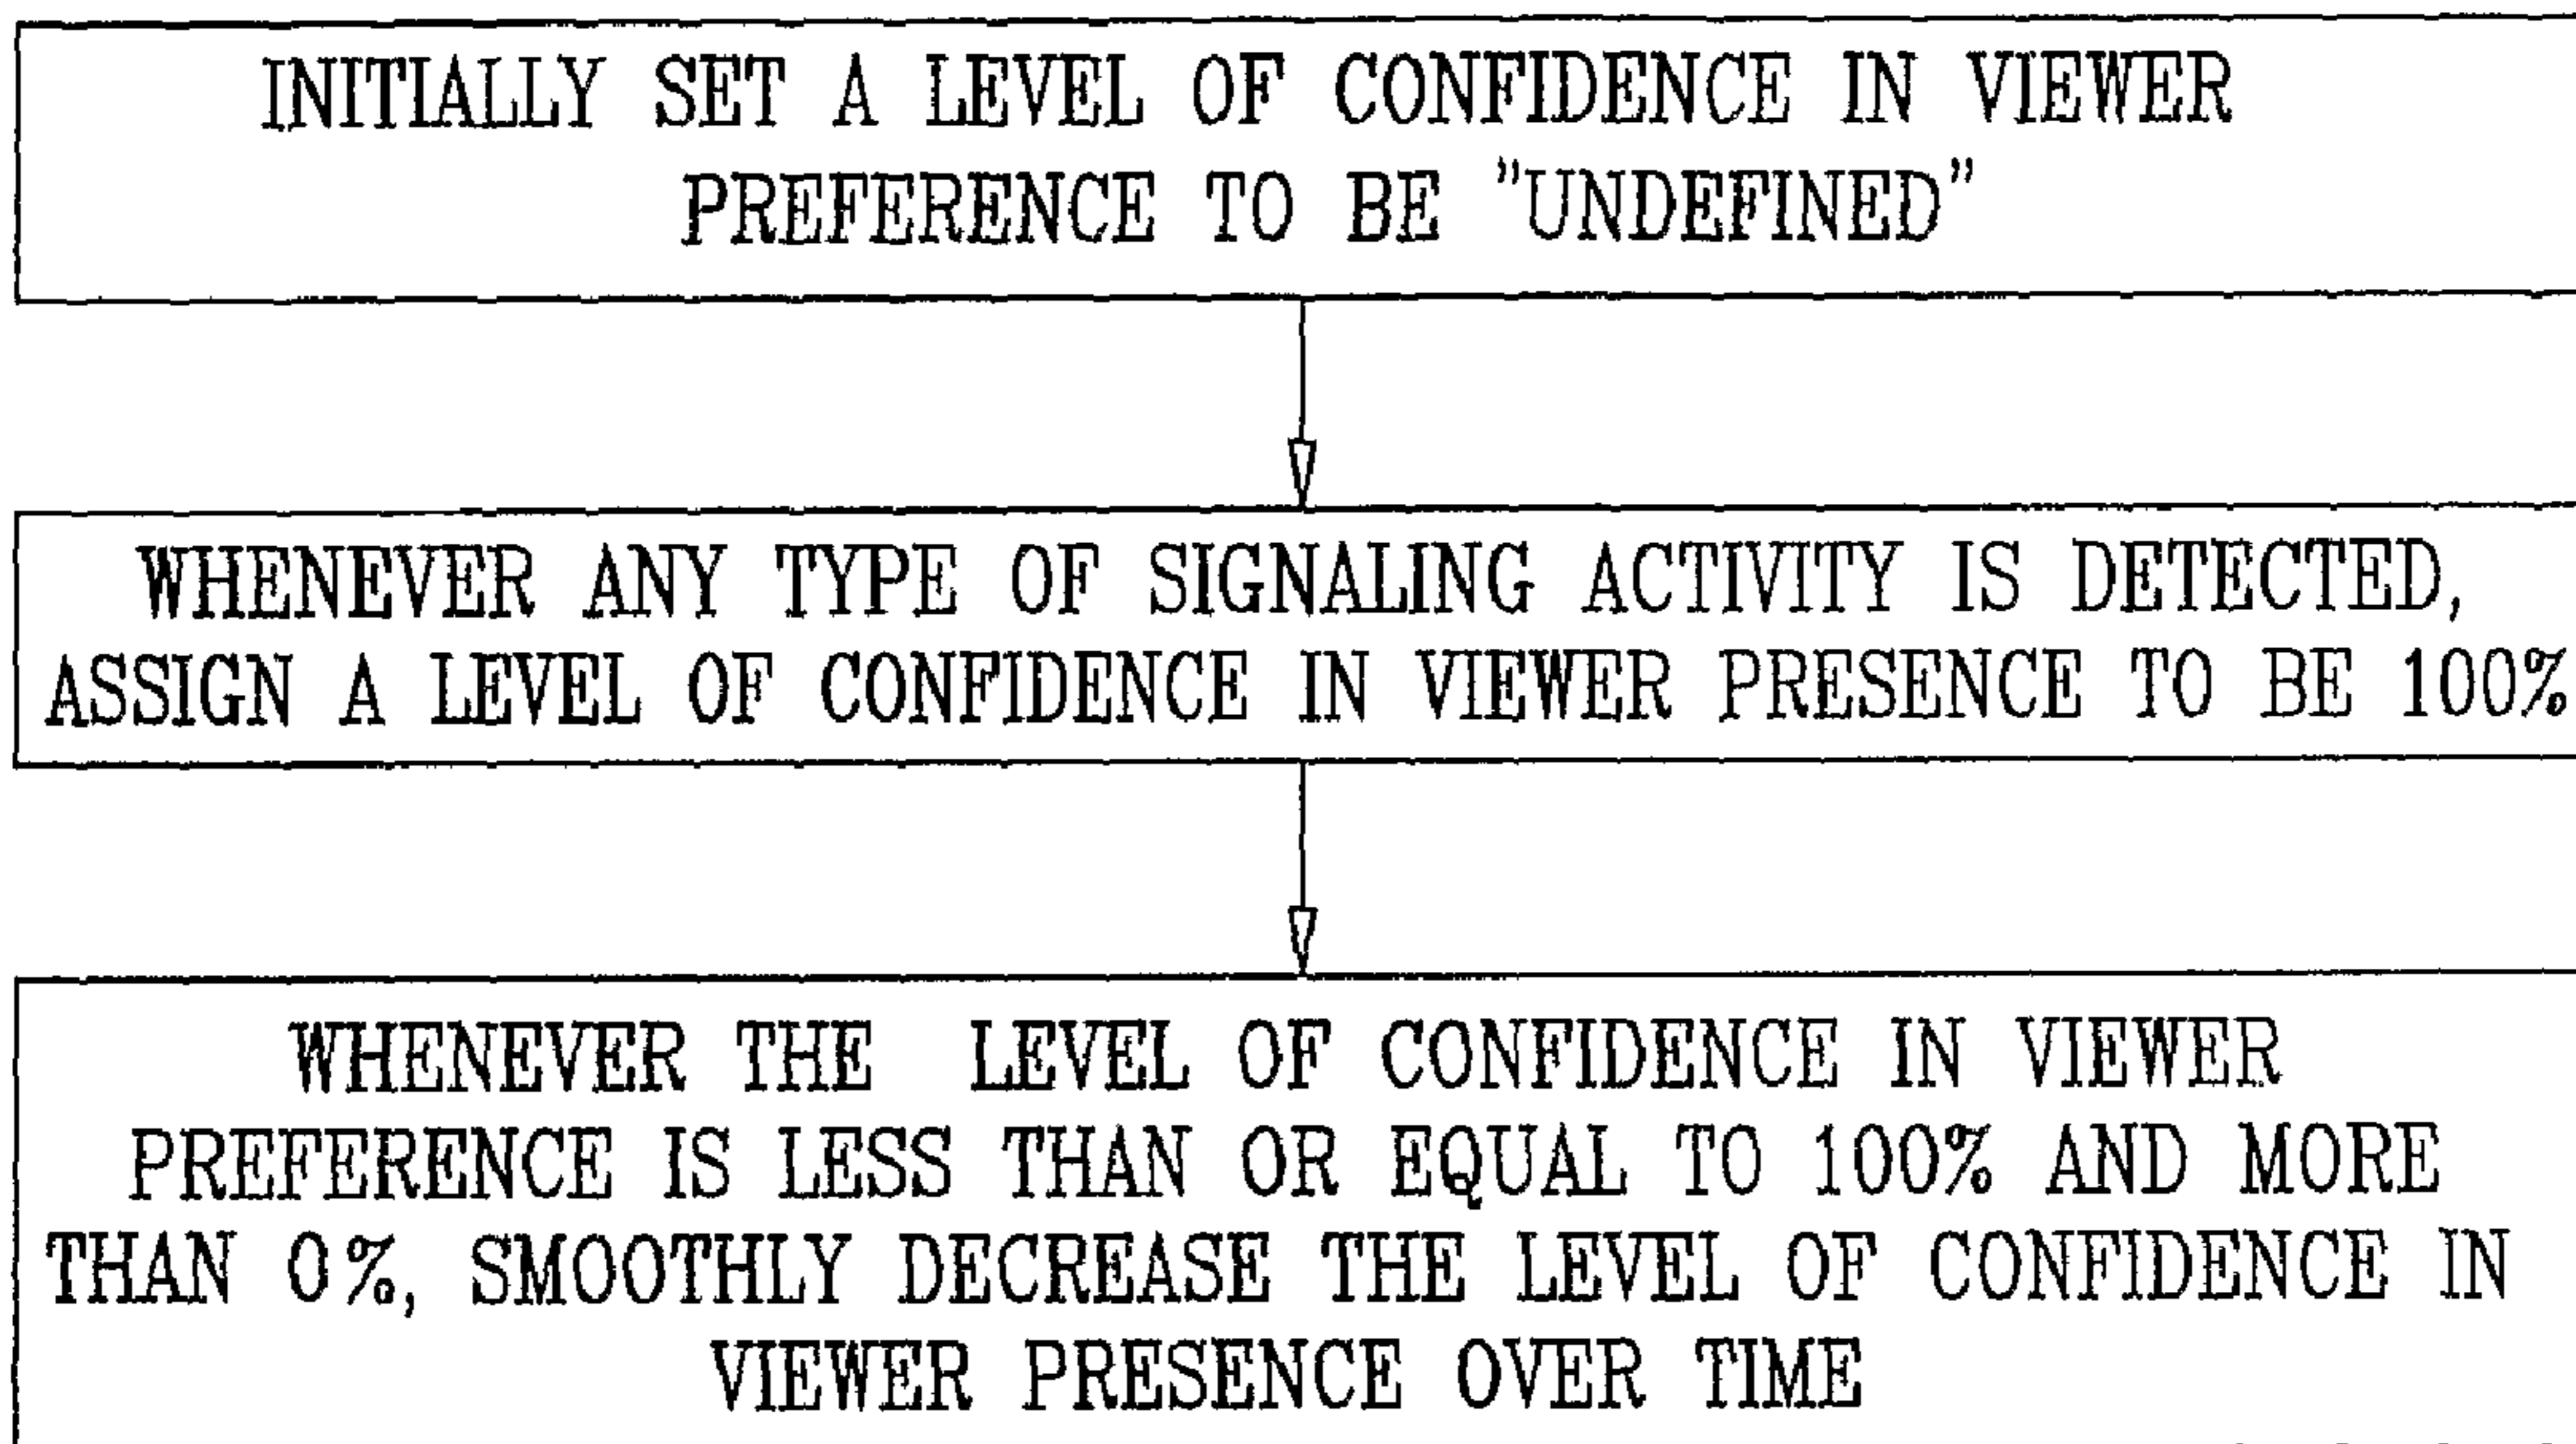 INITIALLY SET A LEVEL OF CONFIDENCE IN VIEWER
PREFERENCE TO BE "UNDEFINED"
WHENEVER ANY TYPE OF SIGNALING ACTIVITY IS DETECTED,
ASSIGN A LEVEL OF CONFIDENCE IN VIEWER PRESENCE TO BE 100%
WHENEVER THE LEVEL OF CONFIDENCE IN VIEWER
PREFERENCE IS LESS THAN OR EQUAL TO 100% AND MORE
THAN 0%, SMOOTHLY DECREASE THE LEVEL OF CONFIDENCE IN
VIEWER PRESENCE OVER TIME